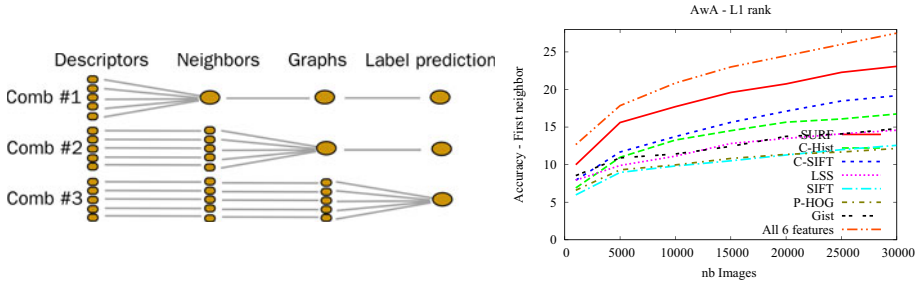 Descriptors Neighbors Graphs Label prediction
Comb #1
Comb #2
Comb #3
AwA - L1 rank
Accuracy - First neighbor
25
20
15
10
5
0
0 5000 10000 15000 20000 25000 30000
nb Images
SURF
C-Hist
C-SIFT
LSS
SIFT
P-HOG
Gist
All 6 features